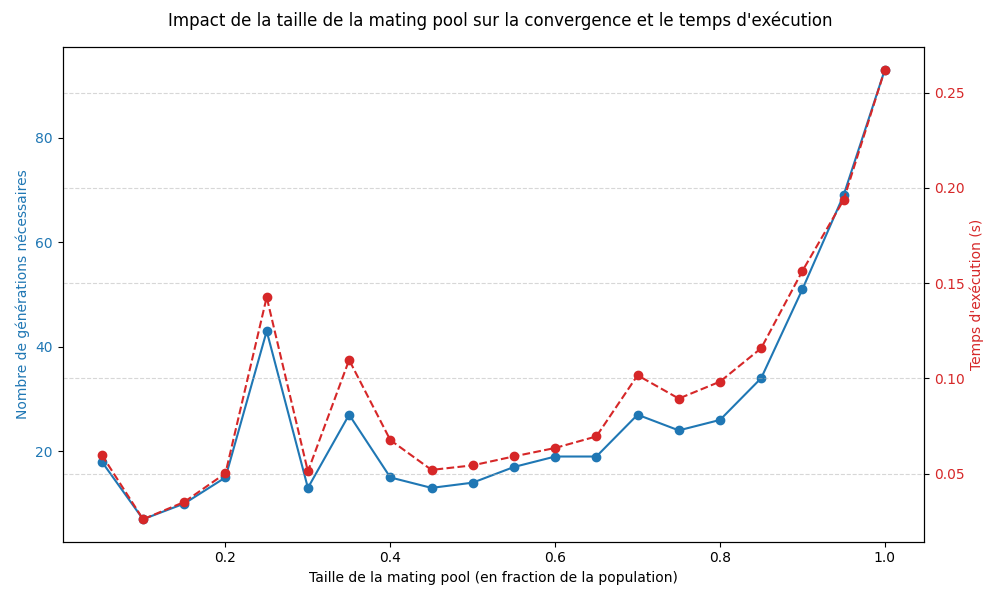 Impact de la taille de la mating pool sur la convergence et le temps d'exécution
Nombre de générations nécessaires
80
60
40
20
0.25
0.20
0.15
0.10
0.05
Temps d'exécution (s)
0.2 0.4 0.6 0.8 1.0
Taille de la mating pool (en fraction de la population)